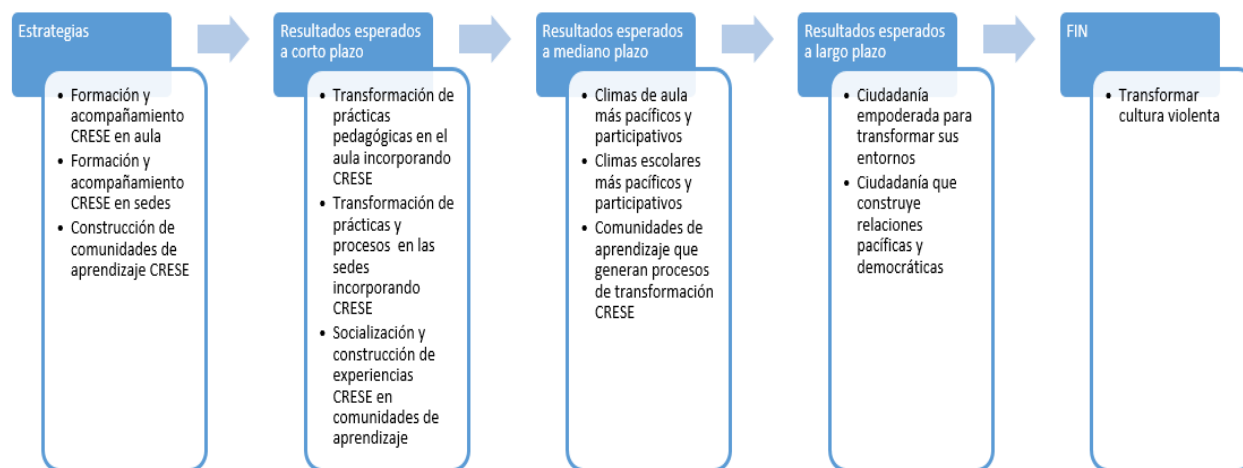 Estrategias
• Formación y
acompañamiento
CRESE en aula
• Formación y
acompañamiento
CRESE en sedes
• Construcción de
comunidades de
aprendizaje CRESE
Resultados esperados
a corto plazo
• Transformación de
prácticas
pedagógicas en el
aula incorporando
CRESE
• Transformación de
prácticas y
procesos en las
sedes
incorporando
CRESE
• Socialización y
construcción de
experiencias
CRESE en
comunidades de
aprendizaje
Resultados esperados
a mediano plazo
• Climas de aula
más pacíficos y
participativos
• Climas escolares
más pacíficos y
participativos
• Comunidades de
aprendizaje que
generan procesos
de transformación
CRESE
Resultados esperados
a largo plazo
• Ciudadanía
empoderada para
transformar sus
entornos
• Ciudadanía que
construye
relaciones
pacíficas y
democráticas
FIN
• Transformar
cultura violenta